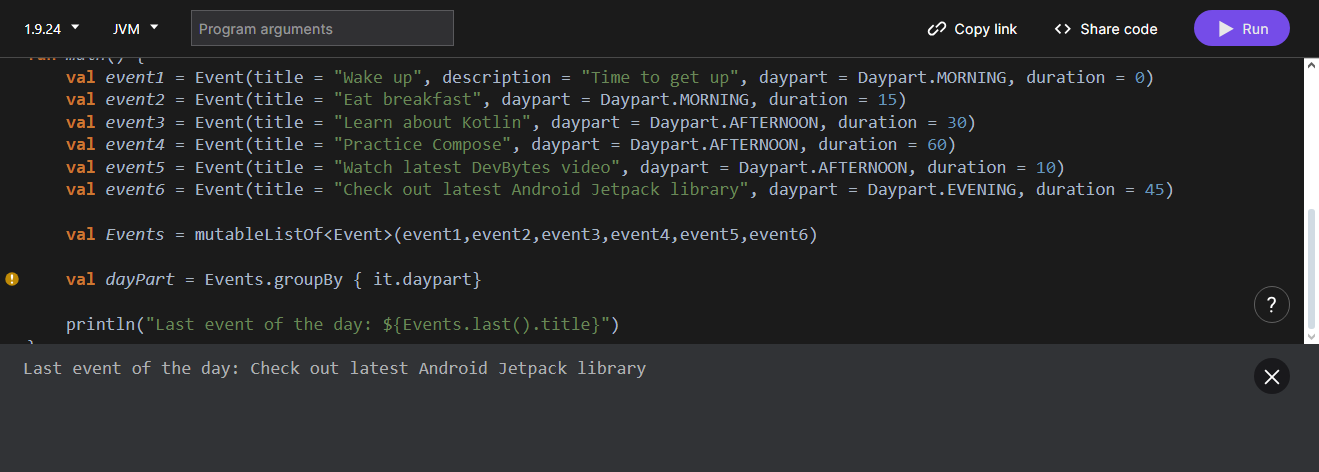 1.9.24 JVM Program arguments Copy link <> Share code Run
val event1 = Event(title = "Wake up", description = "Time to get up", daypart = Daypart.MORNING, duration = 0)
val event2 = Event(title = "Eat breakfast", daypart = Daypart.MORNING, duration = 15)
val event3 = Event(title = "Learn about Kotlin", daypart = Daypart.AFTERNOON, duration = 30)
val event4 = Event(title = "Practice Compose", daypart = Daypart.AFTERNOON, duration = 60)
val event5 = Event(title = "Watch latest DevBytes video", daypart = Daypart.AFTERNOON, duration = 10)
val event6 = Event(title = "Check out latest Android Jetpack library", daypart = Daypart.EVENING, duration = 45)
val Events = mutableListOf<Event>(event1,event2,event3,event4,event5,event6)
val dayPart = Events.groupBy { it.daypart}
?
println("Last event of the day: ${Events.last().title}")
Last event of the day: Check out latest Android Jetpack library